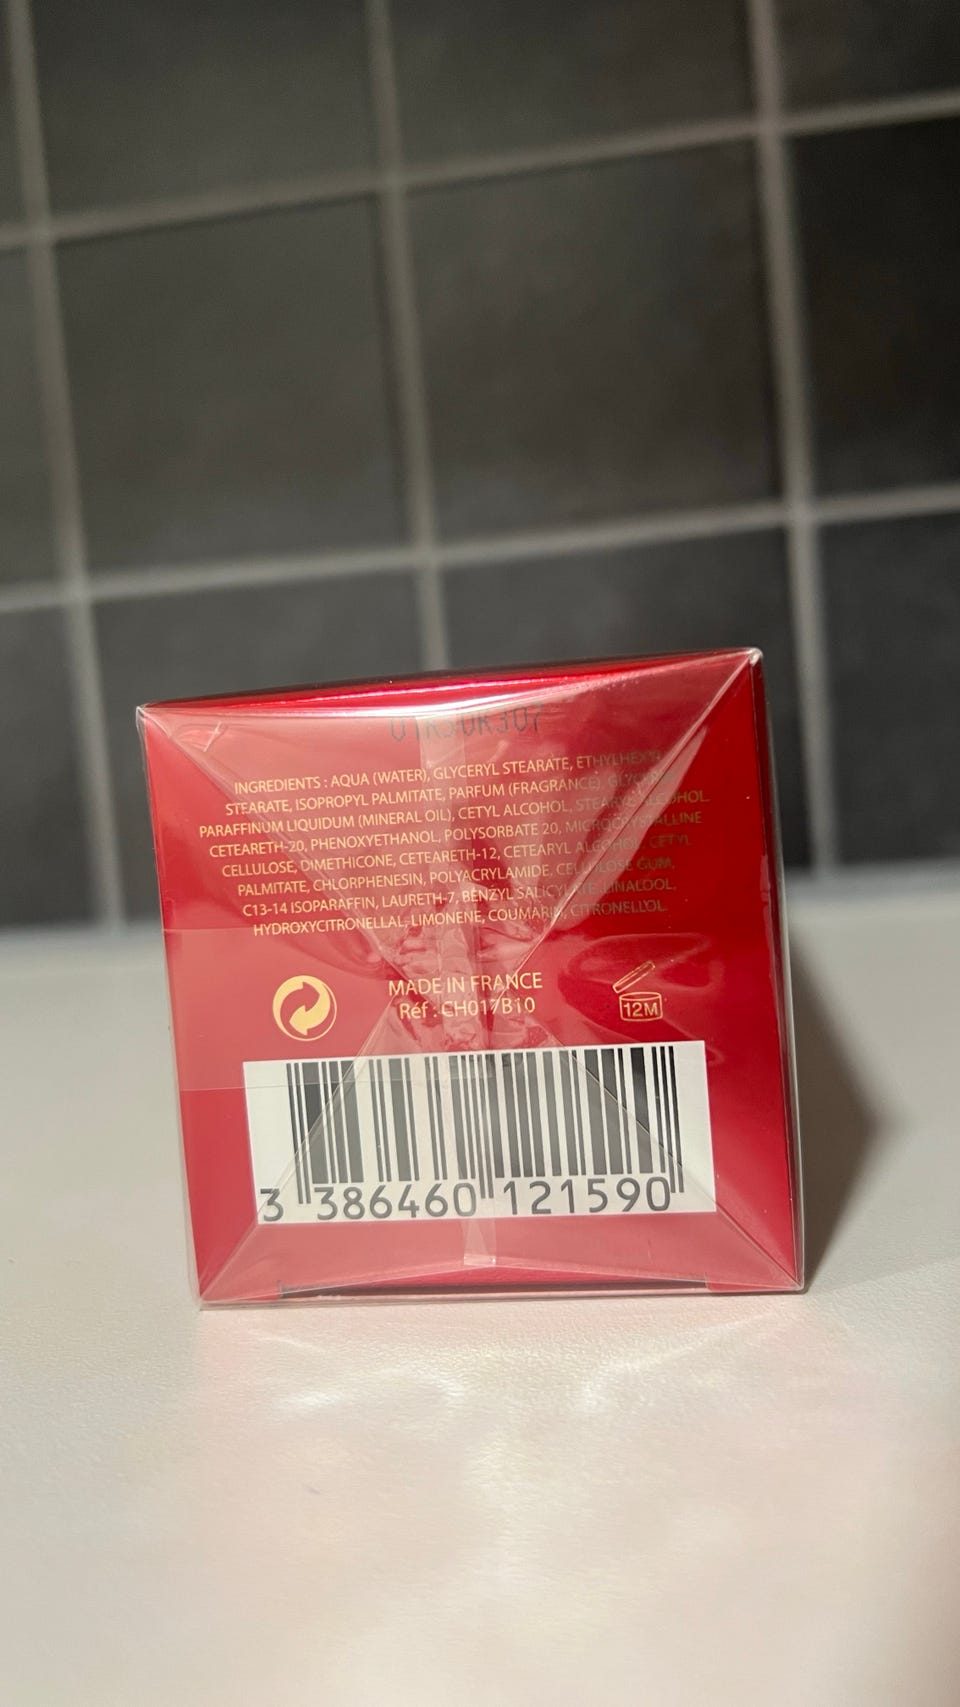 INGREDIENTS : AQUA (WATER), GLYCERYL STEARATE, ETHYLHEXYL
STEARATE, ISOPROPYL PALMITATE, PARFUM (FRAGRANCE), GLYCERIN,
PARAFFINUM LIQUIDUM (MINERAL OIL), CETYL ALCOHOL, STEARYL ALCOHOL,
CETEARETH-20, PHENOXYETHANOL, POLYSORBATE 20, MICROCRYSTALLINE
CELLULOSE, DIMETHICONE, CETEARETH-12, CETEARYL ALCOHOL, CETYL
PALMITATE, CHLORPHENESIN, POLYACRYLAMIDE, CELLULOSE GUM,
C13-14 ISOPARAFFIN, LAURETH-7, BENZYL SALICYLATE, LINALOOL,
HYDROXYCITRONELLAL, LIMONENE, COUMARIN, CITRONELLOL.
MADE IN FRANCE
Réf : CH017B10
12M
3 386460 121590